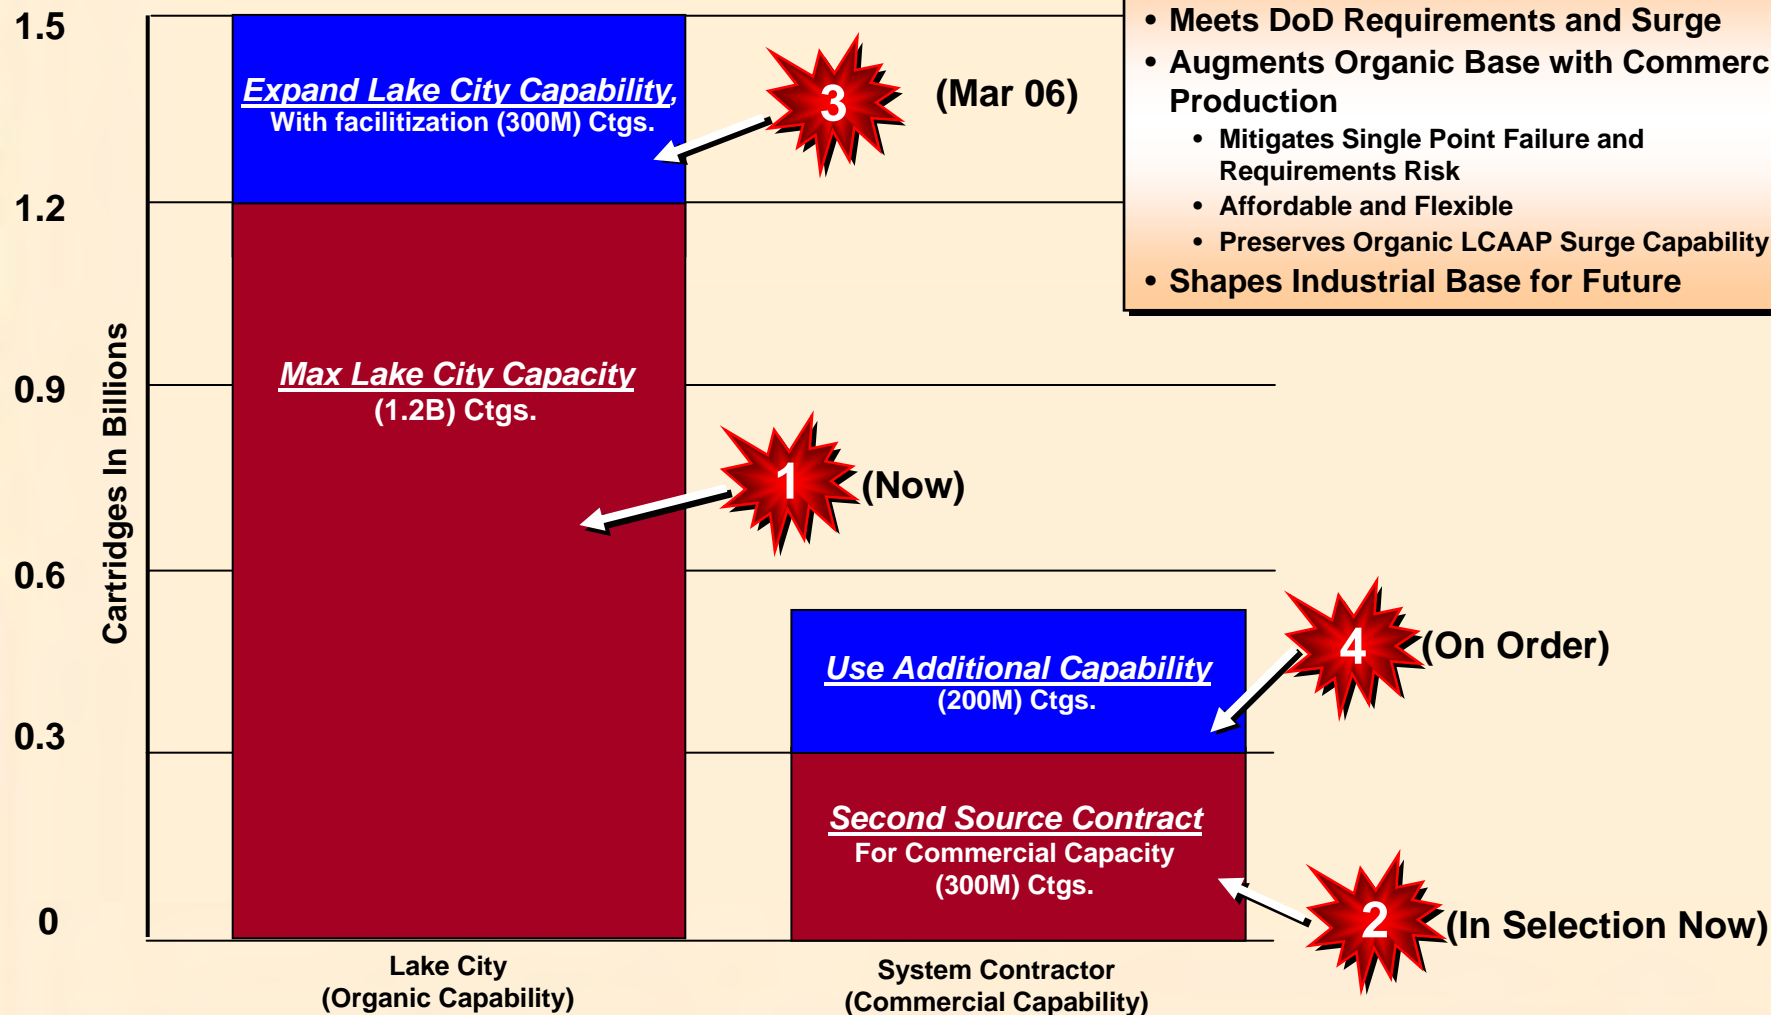 1.5
1.2
0.9
0.6
0.3
0
Cartridges In Billions
Expand Lake City Capability,
With facilitization (300M) Ctgs.
3
(Mar 06)
Max Lake City Capacity
(1.2B) Ctgs.
1
(Now)
Use Additional Capability
(200M) Ctgs.
4
(On Order)
Second Source Contract
For Commercial Capacity
(300M) Ctgs.
2
(In Selection Now)
Lake City
(Organic Capability)
System Contractor
(Commercial Capability)
• Meets DoD Requirements and Surge
• Augments Organic Base with Commerc
Production
• Mitigates Single Point Failure and
Requirements Risk
• Affordable and Flexible
• Preserves Organic LCAAP Surge Capability
• Shapes Industrial Base for Future